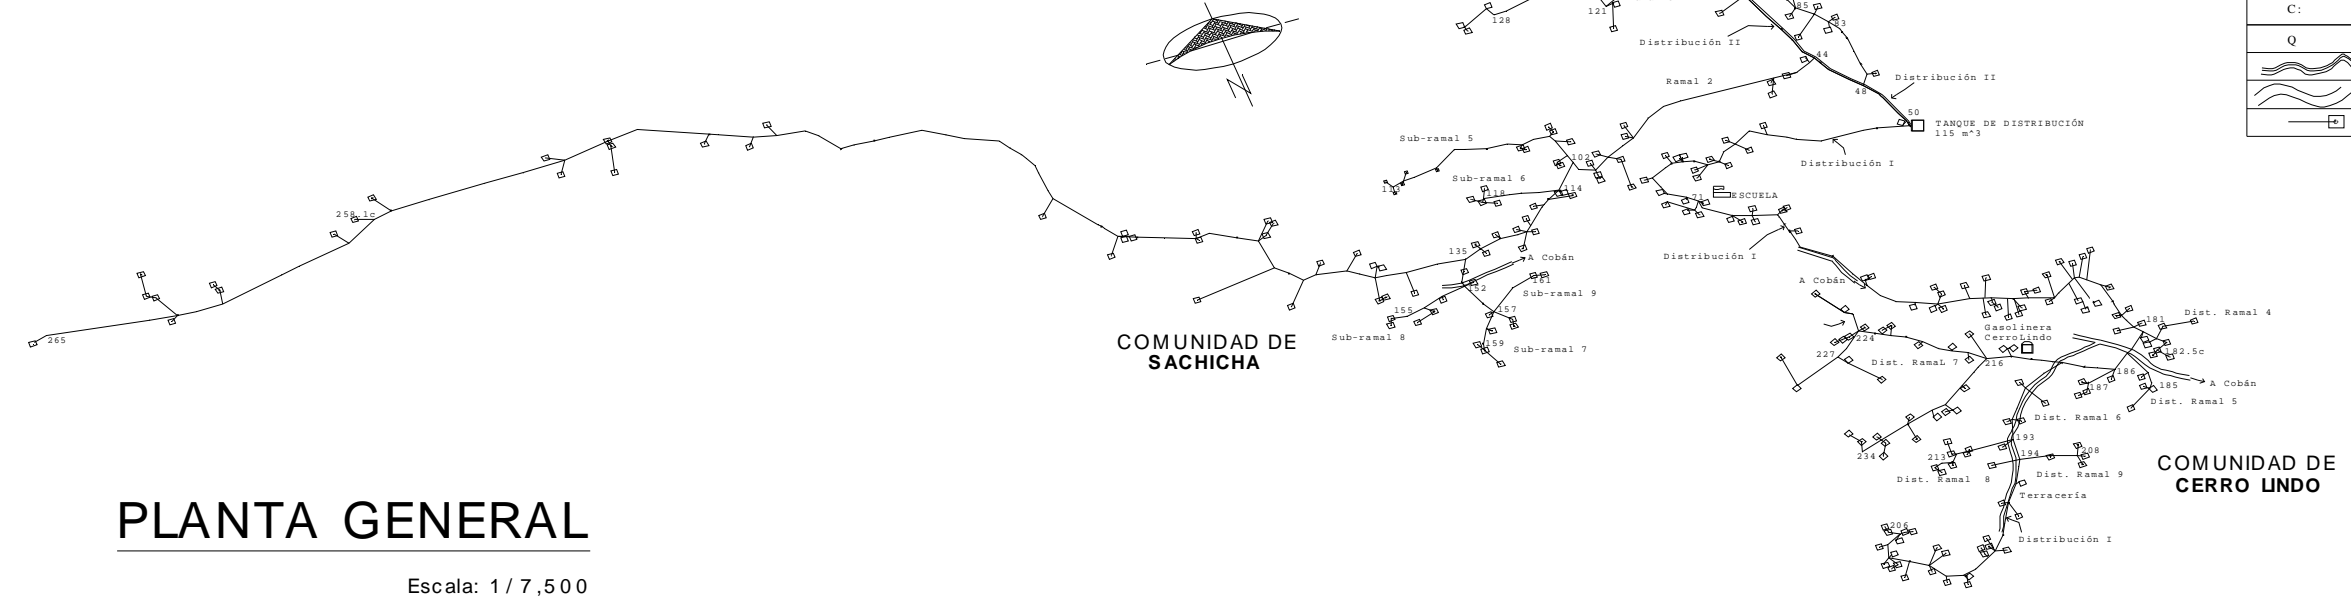 C:
Q
128
121
85
83
Distribución II
44
Ramal 2
Distribución II
48
50
TANQUE DE DISTRIBUCIÓN
115 m^3
Sub-ramal 5
102
Distribución I
Sub-ramal 6
118
114
71
ESCUELA
258.1c
135
A Cobán
Distribución I
152
161
Sub-ramal 9
A Cobán
155
157
Sub-ramal 8
159
Sub-ramal 7
265
COMUNIDAD DE
SACHICHA
181
Dist. Ramal 4
Gasolinera
CerroLindo
224
227
Dist. RamaL 7
216
182.5c
186
187
185
A Cobán
Dist. Ramal 5
Dist. Ramal 6
193
234
213
194
208
Dist. Ramal 8
Dist. Ramal 9
COMUNIDAD DE
CERRO LINDO
Terracería
206
Distribución I
PLANTA GENERAL
Escala: 1/7,500